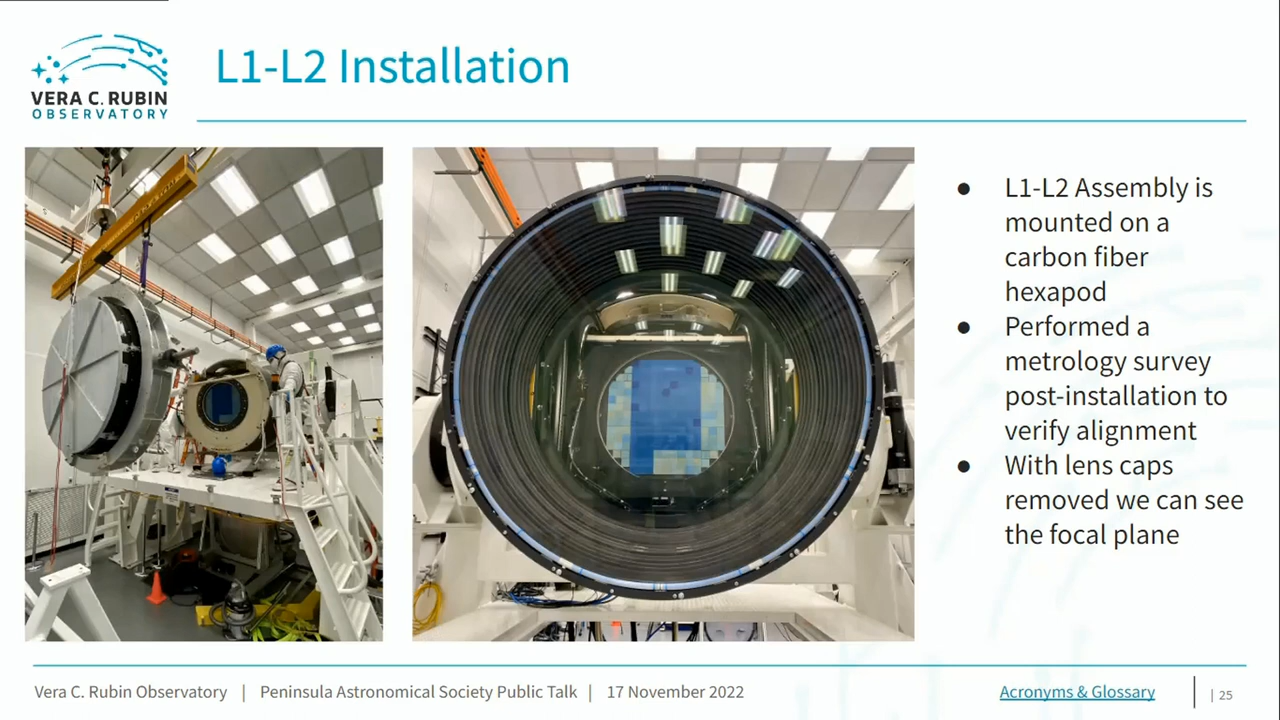 VERA C. RUBIN
OBSERVATORY
L1-L2 Installation
● L1-L2 Assembly is
mounted on a
carbon fiber
hexapod
● Performed a
metrology survey
post-installation to
verify alignment
● With lens caps
removed we can see
the focal plane
Vera C. Rubin Observatory | Peninsula Astronomical Society Public Talk | 17 November 2022
Acronyms & Glossary
| 25